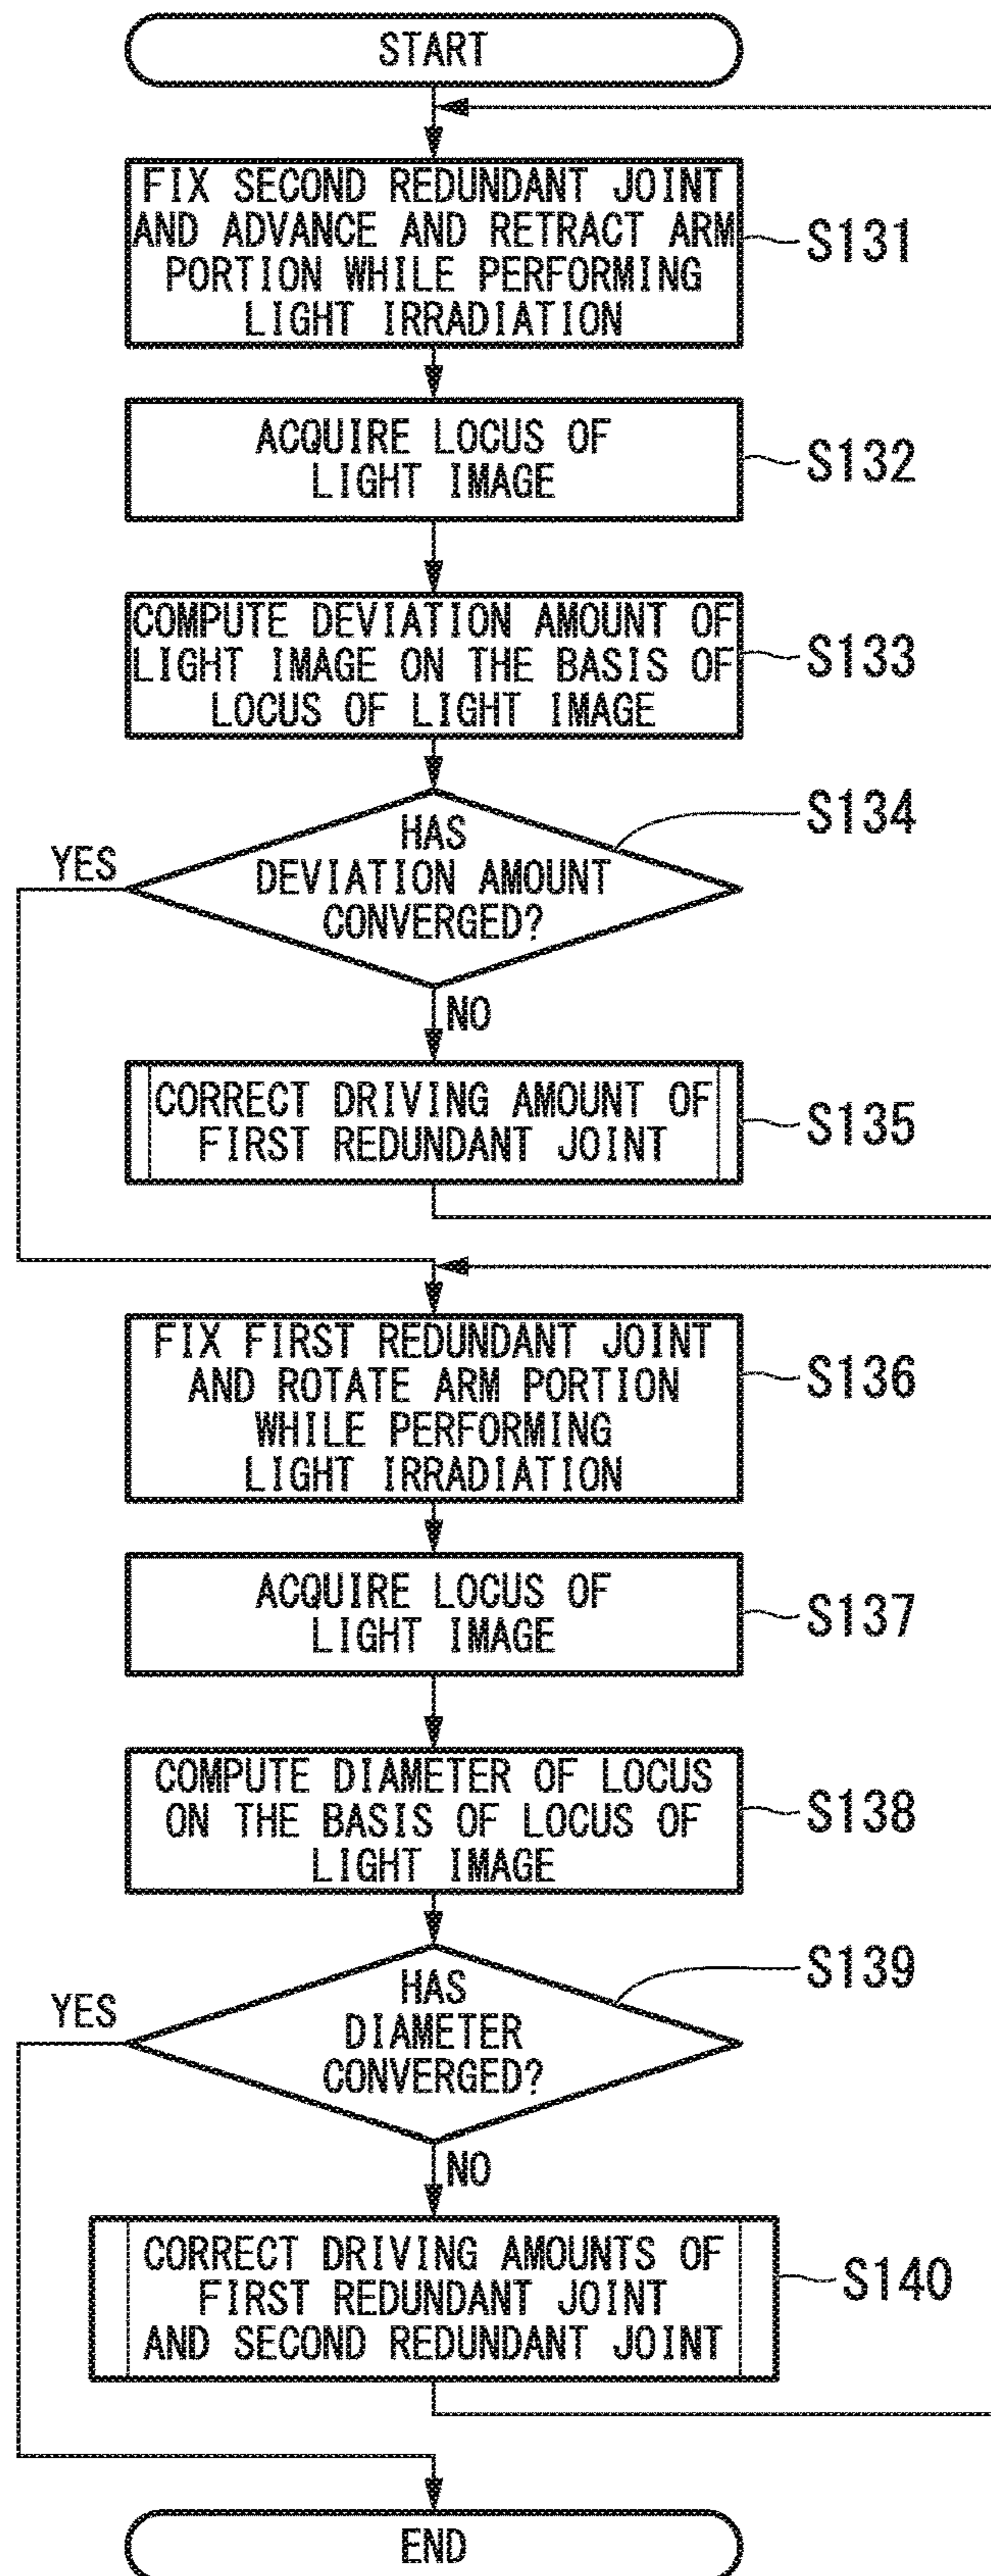 START
FIX SECOND REDUNDANT JOINT
AND ADVANCE AND RETRACT ARM
PORTION WHILE PERFORMING
LIGHT IRRADIATION
S131
ACQUIRE LOCUS OF
LIGHT IMAGE
S132
COMPUTE DEVIATION AMOUNT OF
LIGHT IMAGE ON THE BASIS OF
LOCUS OF LIGHT IMAGE
S133
HAS
DEVIATION AMOUNT
CONVERGED?
S134
YES
NO
CORRECT DRIVING AMOUNT OF
FIRST REDUNDANT JOINT
S135
FIX FIRST REDUNDANT JOINT
AND ROTATE ARM PORTION
WHILE PERFORMING
LIGHT IRRADIATION
S136
ACQUIRE LOCUS OF
LIGHT IMAGE
S137
COMPUTE DIAMETER OF LOCUS
ON THE BASIS OF LOCUS OF
LIGHT IMAGE
S138
HAS
DIAMETER
CONVERGED?
S139
YES
NO
CORRECT DRIVING AMOUNTS OF
FIRST REDUNDANT JOINT
AND SECOND REDUNDANT JOINT
S140
END